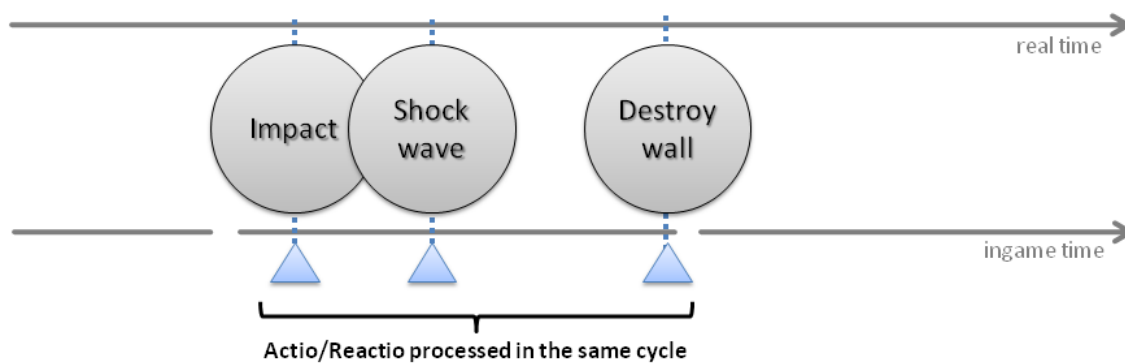 real time
Impact
Shock
wave
Destroy
wall
ingame time
Actio/Reactio processed in the same cycle